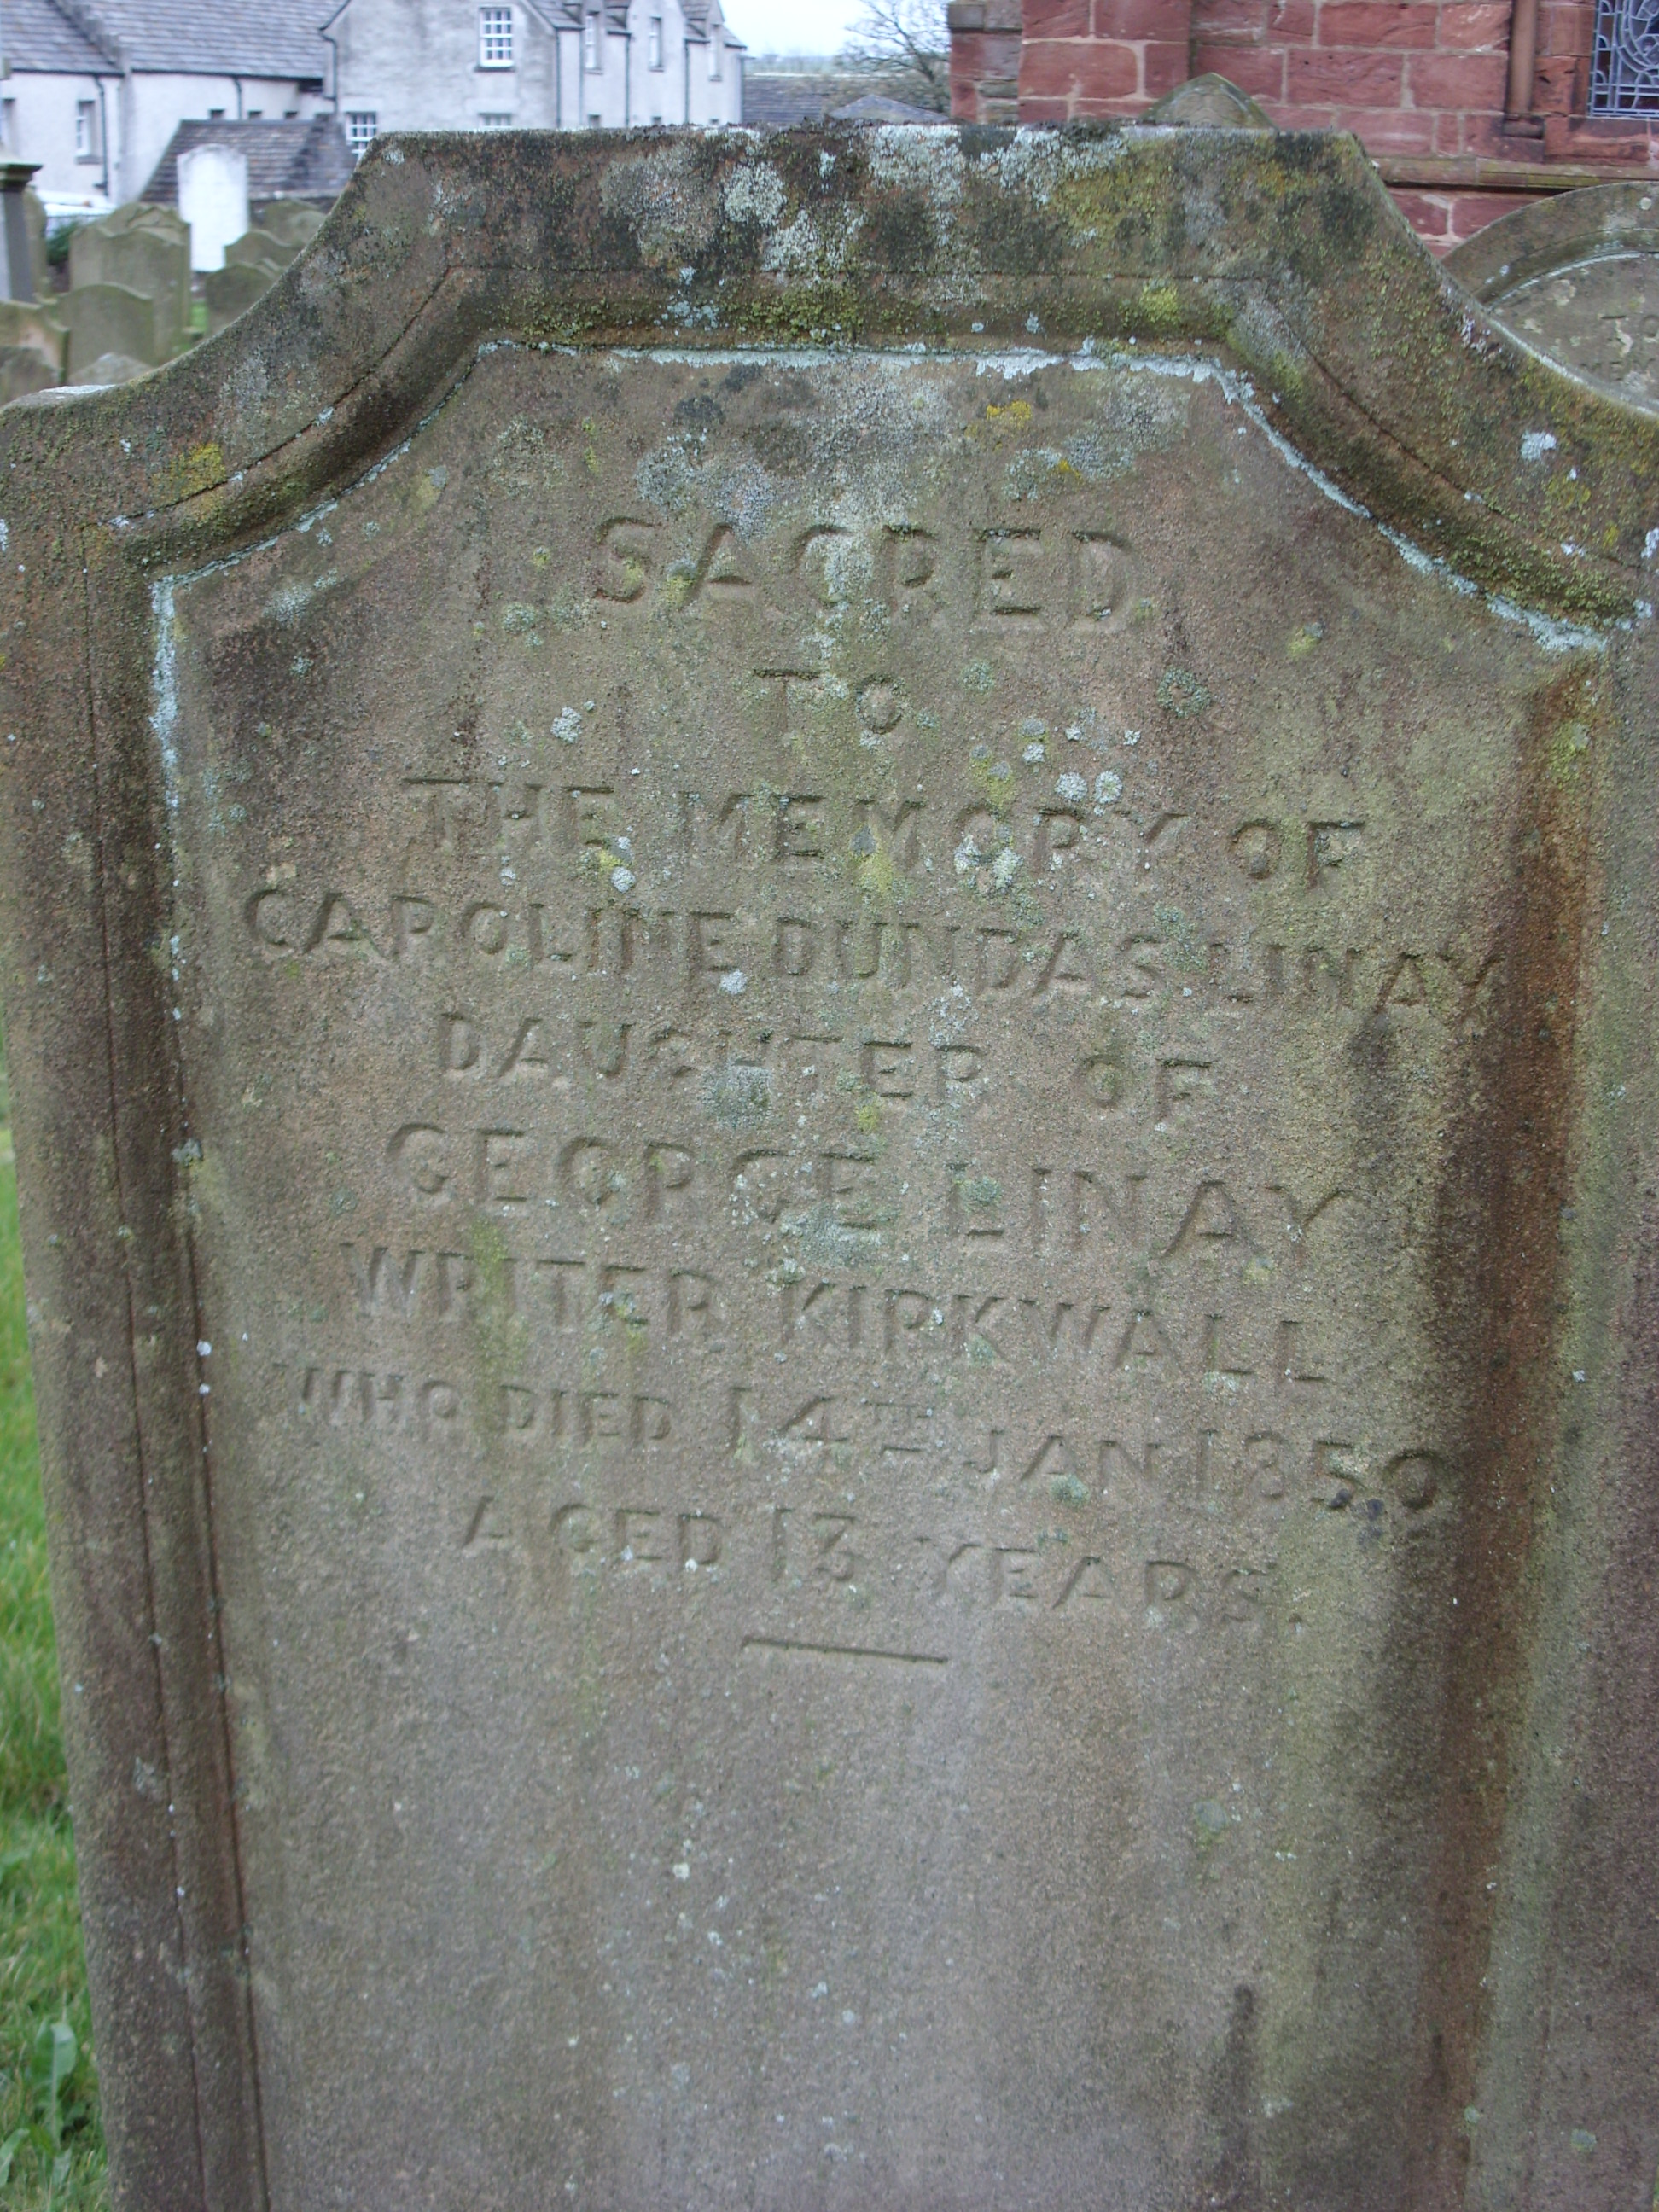 SACRED
TO
THE MEMORY OF
CAROLINE DUNDAS LINAY
DAUGHTER OF
GEORGE LINAY
WRITER KIRKWALL
WHO DIED 14TH JAN 1850
AGED 13 YEARS.